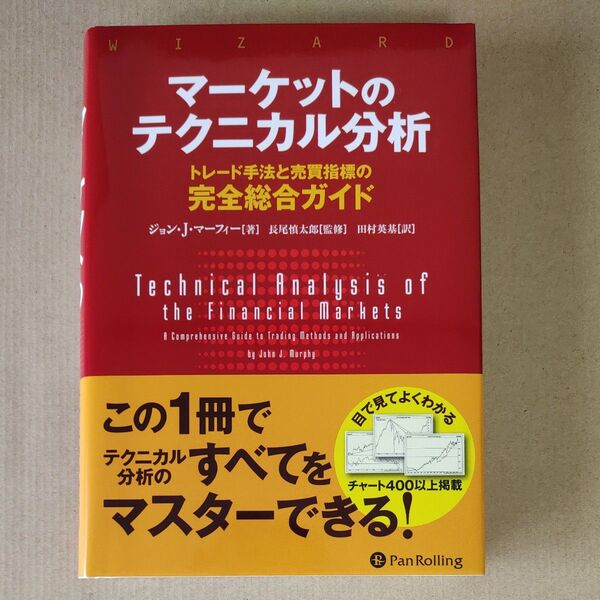 WIZARD
マーケットの
テクニカル分析
トレード手法と売買指標の
完全総合ガイド
ジョン・J・マーフィー[著] 長尾慎太郎[監修] 田村英基[訳]
Technical Analysis of
the Financial Markets
A Comprehensive Guide to Trading Methods and Applications
by John J. Murphy
この1冊で
テクニカル
分析の
すべてを
マスターできる!
目で見てよくわかる
チャート400以上掲載
PanRolling